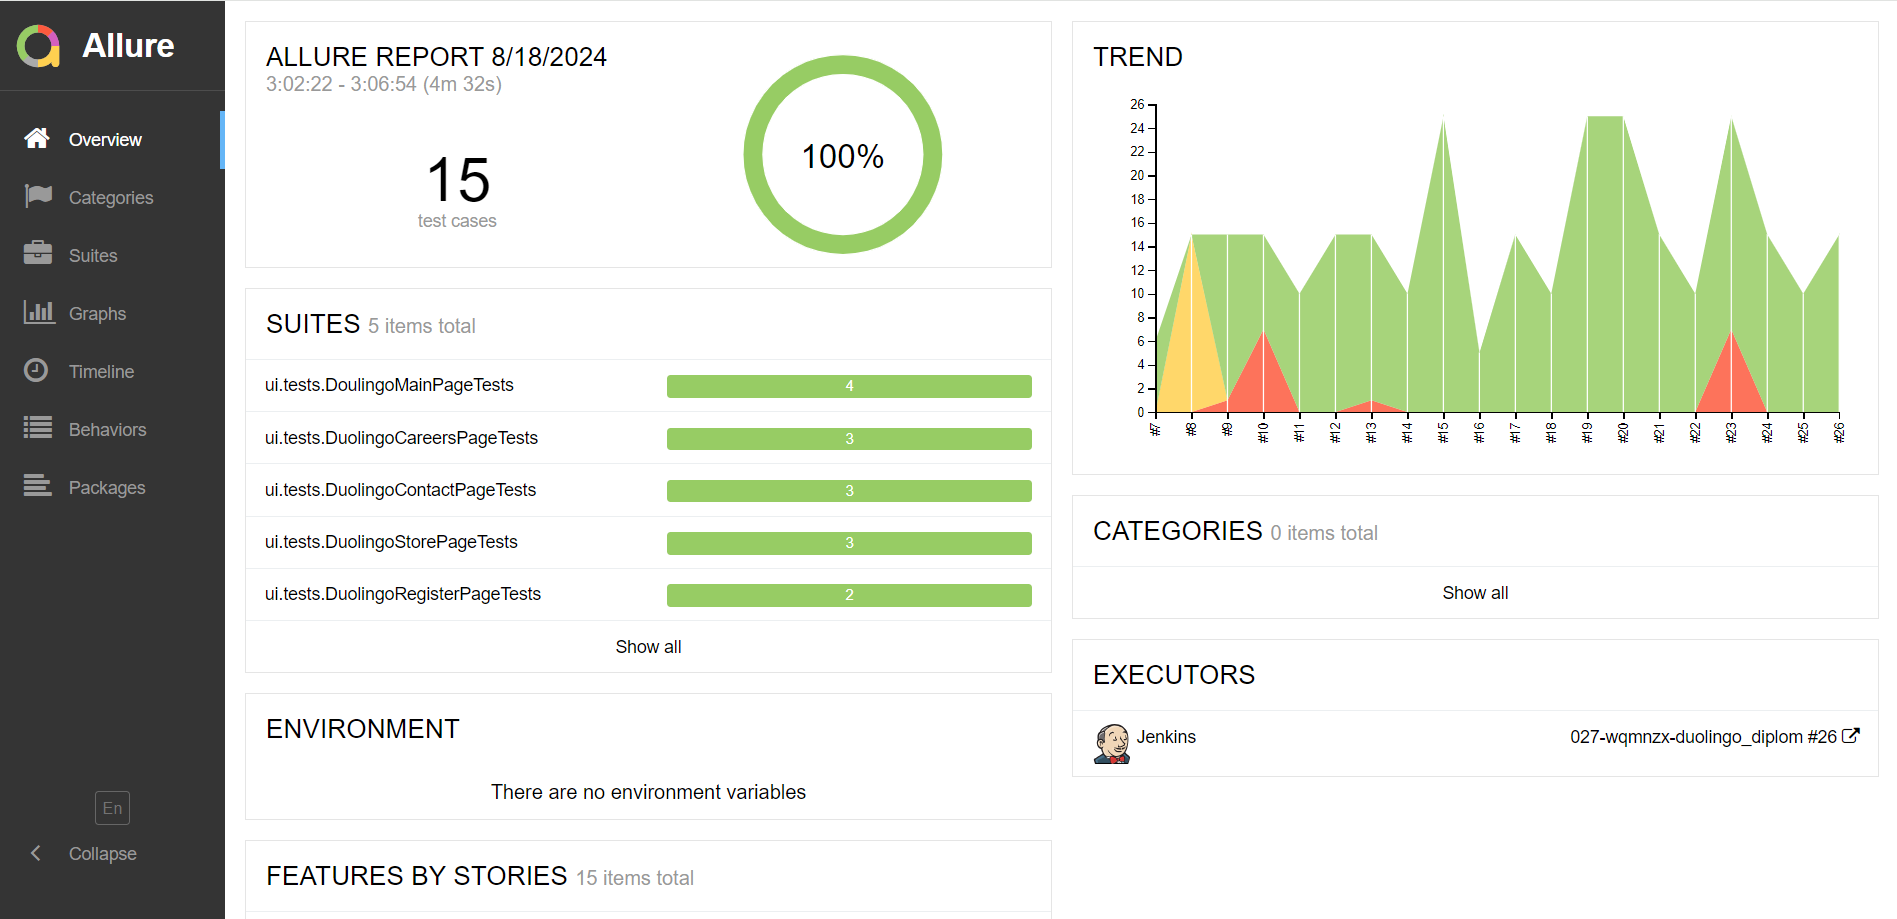 Allure
Overview
Categories
Suites
Graphs
Timeline
Behaviors
Packages
En
Collapse
ALLURE REPORT 8/18/2024
3:02:22 - 3:06:54 (4m 32s)
15
test cases
100%
SUITES 5 items total
ui.tests.DoulingoMainPageTests 4
ui.tests.DuolingoCareersPageTests 3
ui.tests.DuolingoContactPageTests 3
ui.tests.DuolingoStorePageTests 3
ui.tests.DuolingoRegisterPageTests 2
Show all
ENVIRONMENT
There are no environment variables
FEATURES BY STORIES 15 items total
TREND
26
24
22
20
18
16
14
12
10
8
6
4
2
0
#7 #8 #9 #10 #11 #12 #13 #14 #15 #16 #17 #18 #19 #20 #21 #22 #23 #24 #25 #26
CATEGORIES 0 items total
Show all
EXECUTORS
Jenkins 027-wqmnzx-duolingo_diplom #26